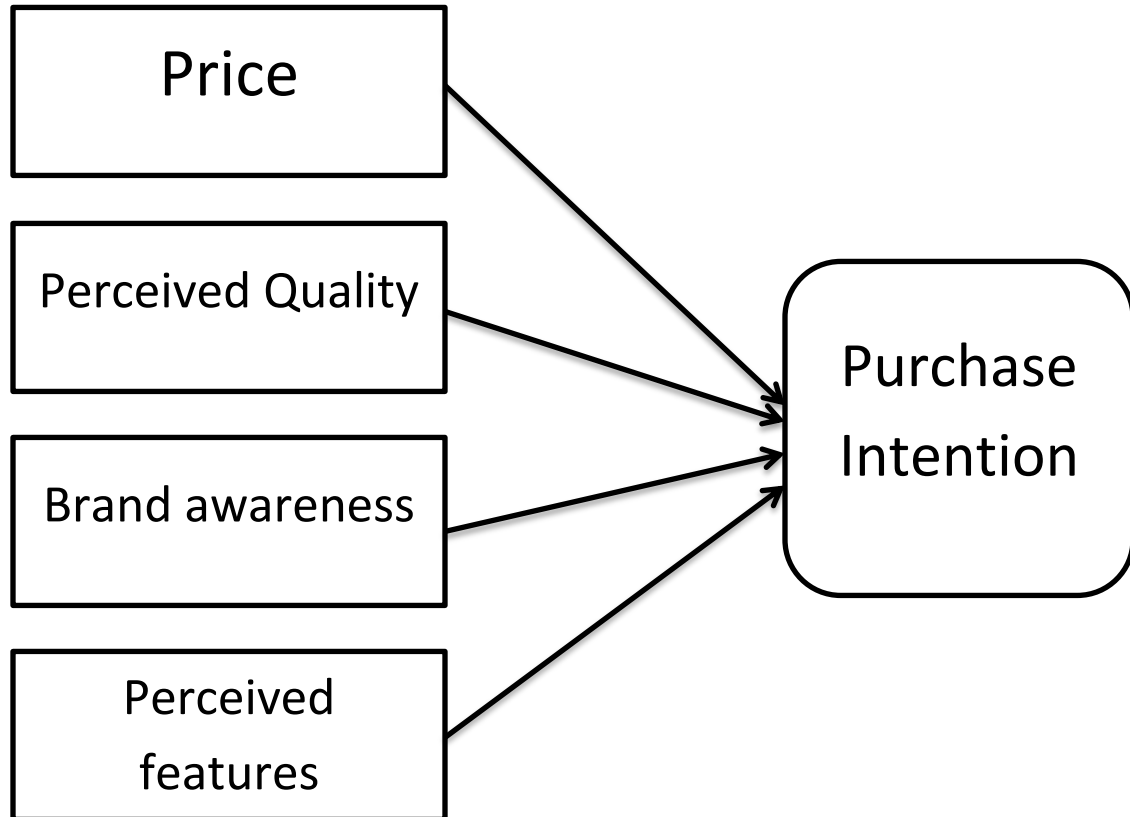 Price
Perceived Quality
Brand awareness
Perceived
features
Purchase
Intention